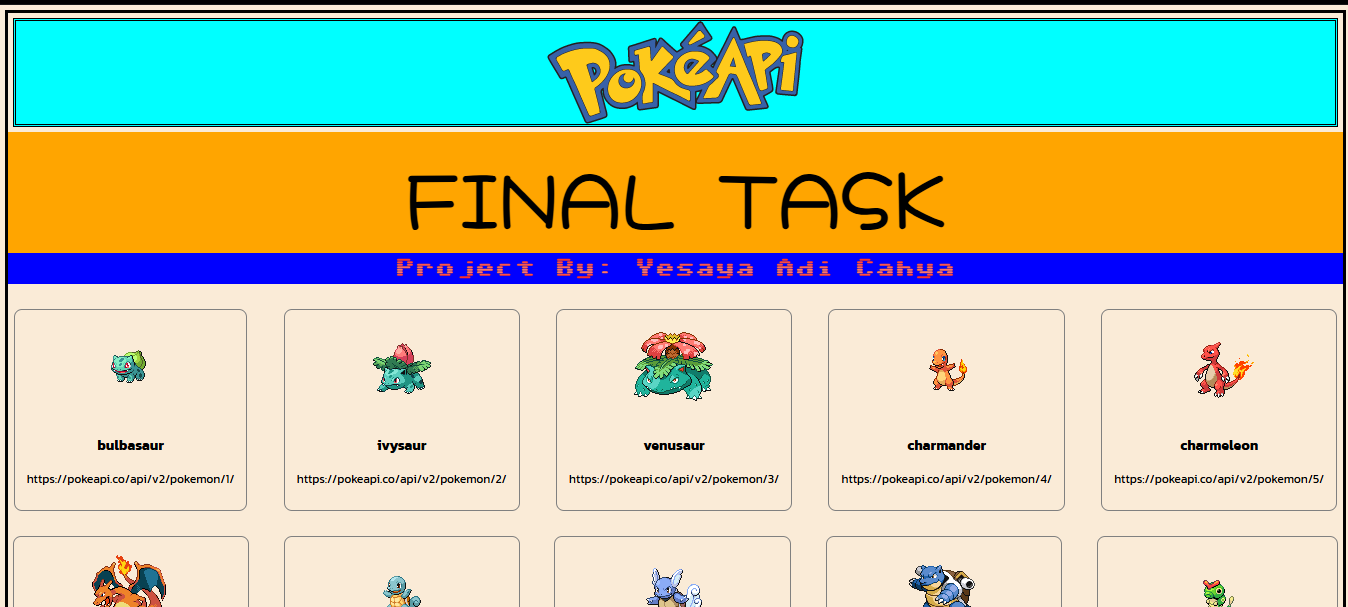 PokéApi
FINAL TASK
Project By: Yesaya Adi Cahya
bulbasaur
https://pokeapi.co/api/v2/pokemon/1/
ivysaur
https://pokeapi.co/api/v2/pokemon/2/
venusaur
https://pokeapi.co/api/v2/pokemon/3/
charmander
https://pokeapi.co/api/v2/pokemon/4/
charmeleon
https://pokeapi.co/api/v2/pokemon/5/